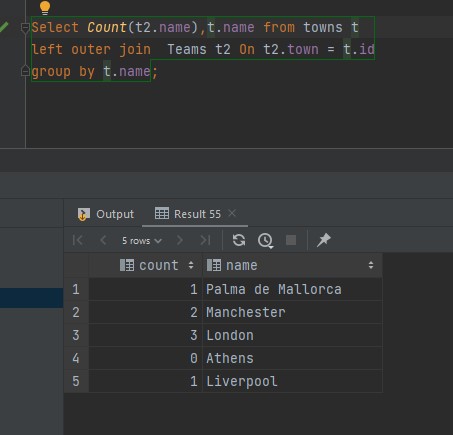 Select Count(t2.name),t.name from towns t
left outer join  Teams t2 On t2.town = t.id
group by t.name;
Output
Result 55
5 rows
count name
1 1 Palma de Mallorca
2 2 Manchester
3 3 London
4 0 Athens
5 1 Liverpool